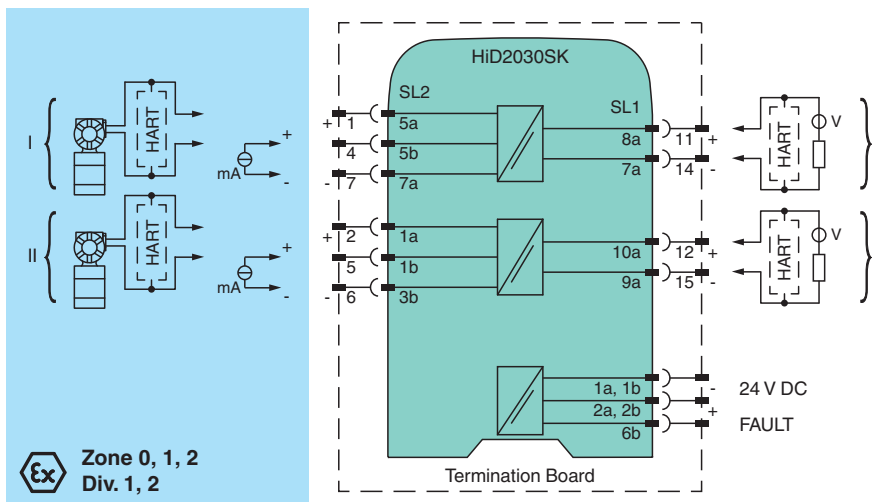 HiD2030SK
SL2
SL1
I
HART
mA
+
-
+ 1
5a
4
5b
- 7
7a
8a
11 +
7a
14 -
HART
V
II
HART
mA
+
-
+ 2
1a
5
1b
- 6
3b
10a
12 +
9a
15 -
HART
V
1a, 1b
- 24 V DC
2a, 2b
+
6b
FAULT
Ex
Zone 0, 1, 2
Div. 1, 2
Termination Board